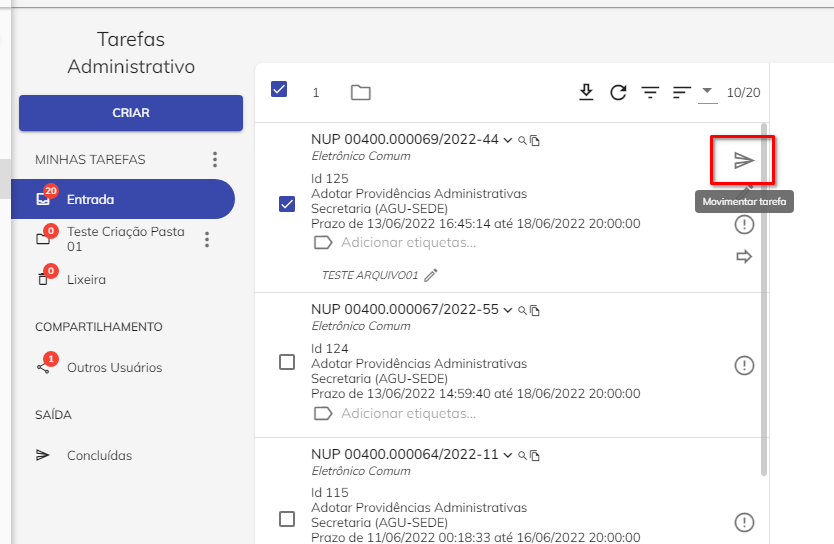 Tarefas
Administrativo
CRIAR
MINHAS TAREFAS
20
Entrada
0
Teste Criação Pasta
01
0
Lixeira
COMPARTILHAMENTO
1
Outros Usuários
SAÍDA
Concluídas
1
10/20
NUP 00400.000069/2022-44
Eletrônico Comum
Id 125
Adotar Providências Administrativas
Secretaria (AGU-SEDE)
Prazo de 13/06/2022 16:45:14 até 18/06/2022 20:00:00
Adicionar etiquetas...
TESTE ARQUIVO01
Movimentar tarefa
NUP 00400.000067/2022-55
Eletrônico Comum
Id 124
Adotar Providências Administrativas
Secretaria (AGU-SEDE)
Prazo de 13/06/2022 14:59:40 até 18/06/2022 20:00:00
Adicionar etiquetas...
NUP 00400.000064/2022-11
Eletrônico Comum
Id 115
Adotar Providências Administrativas
Secretaria (AGU-SEDE)
Prazo de 11/06/2022 00:18:33 até 16/06/2022 20:00:00